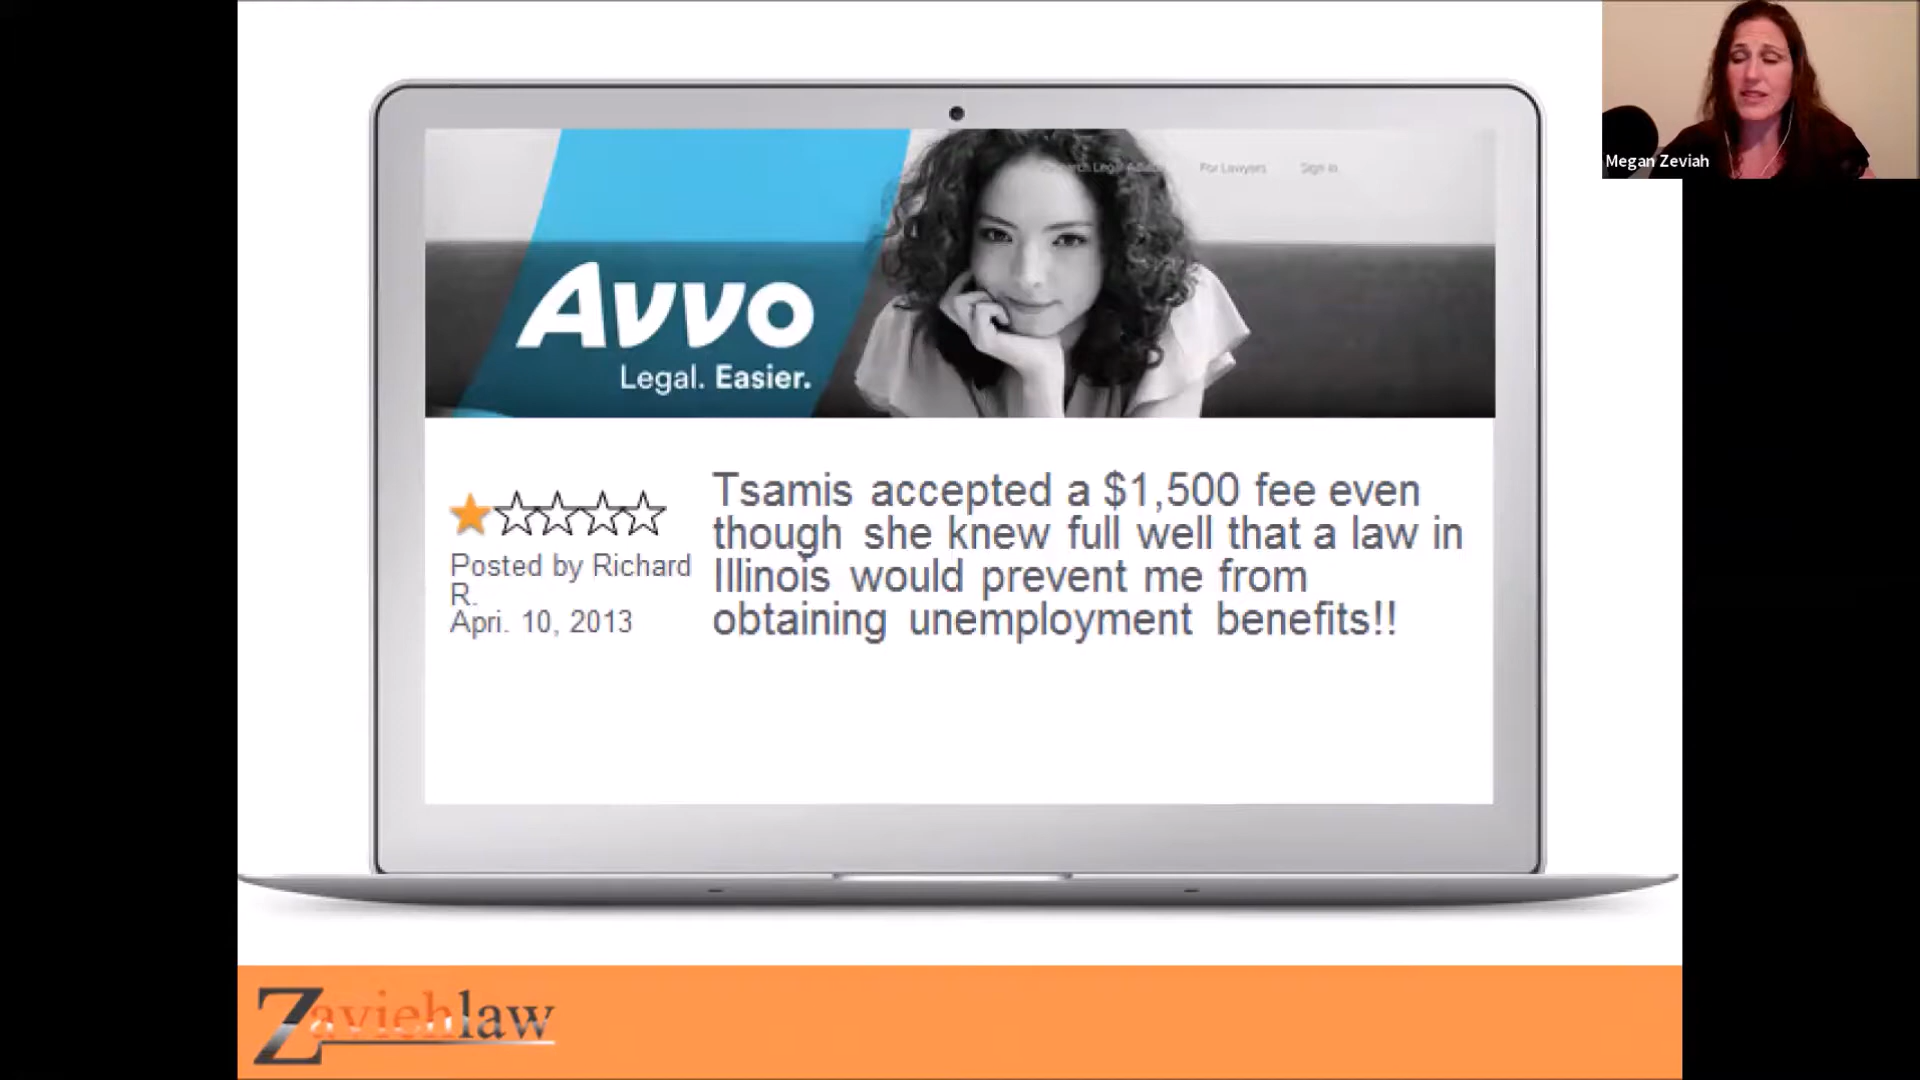 For Lawyers
Sign In
Megan Zeviah
Avvo
Legal. Easier.
Tsamis accepted a $1,500 fee even
though she knew full well that a law in
Illinois would prevent me from
obtaining unemployment benefits!!
Posted by Richard
R.
Apri. 10, 2013
Zaviehlaw